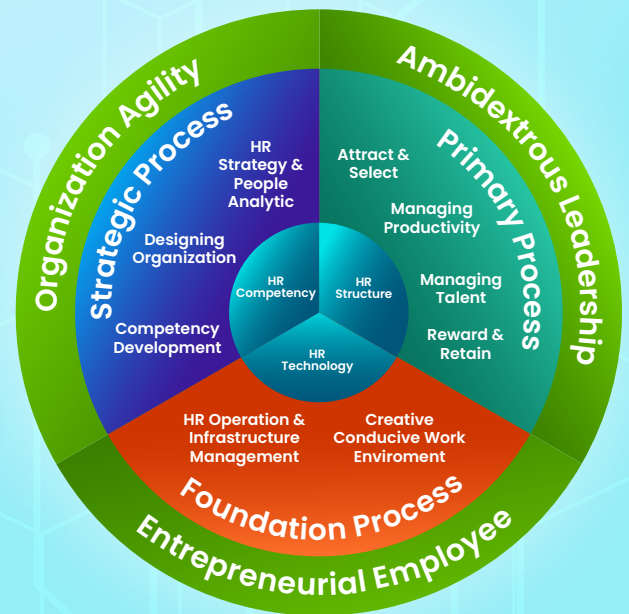 Organization Agility
Ambidextrous Leadership
Entrepreneurial Employee
Strategic Process
HR
Strategy &
People
Analytic
Designing
Organization
Competency
Development
Primary Process
Attract &
Select
Managing
Productivity
Managing
Talent
Reward &
Retain
Foundation Process
HR Operation &
Infrastructure
Management
Creative
Conducive Work
Enviroment
HR
Competency
HR
Structure
HR
Technology